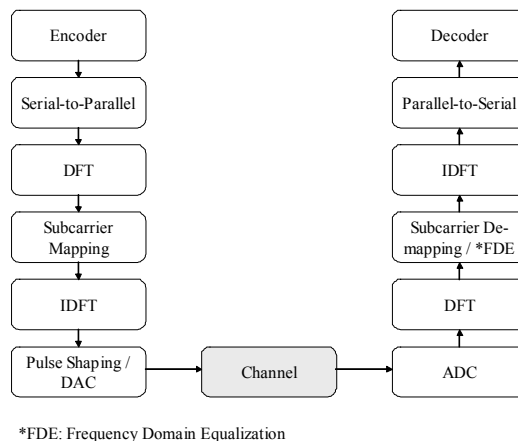 Encoder
Serial-to-Parallel
DFT
Subcarrier
Mapping
IDFT
Pulse Shaping /
DAC
Channel
ADC
DFT
Subcarrier De-
mapping / *FDE
IDFT
Parallel-to-Serial
Decoder
*FDE: Frequency Domain Equalization